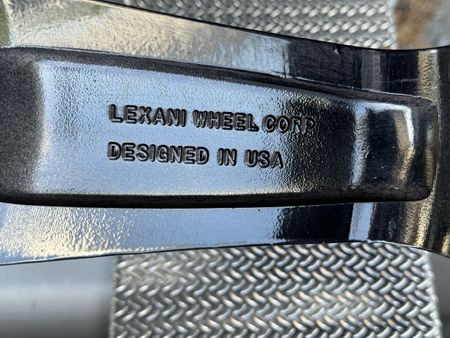 LEXANI WHEEL CORP
DESIGNED IN USA